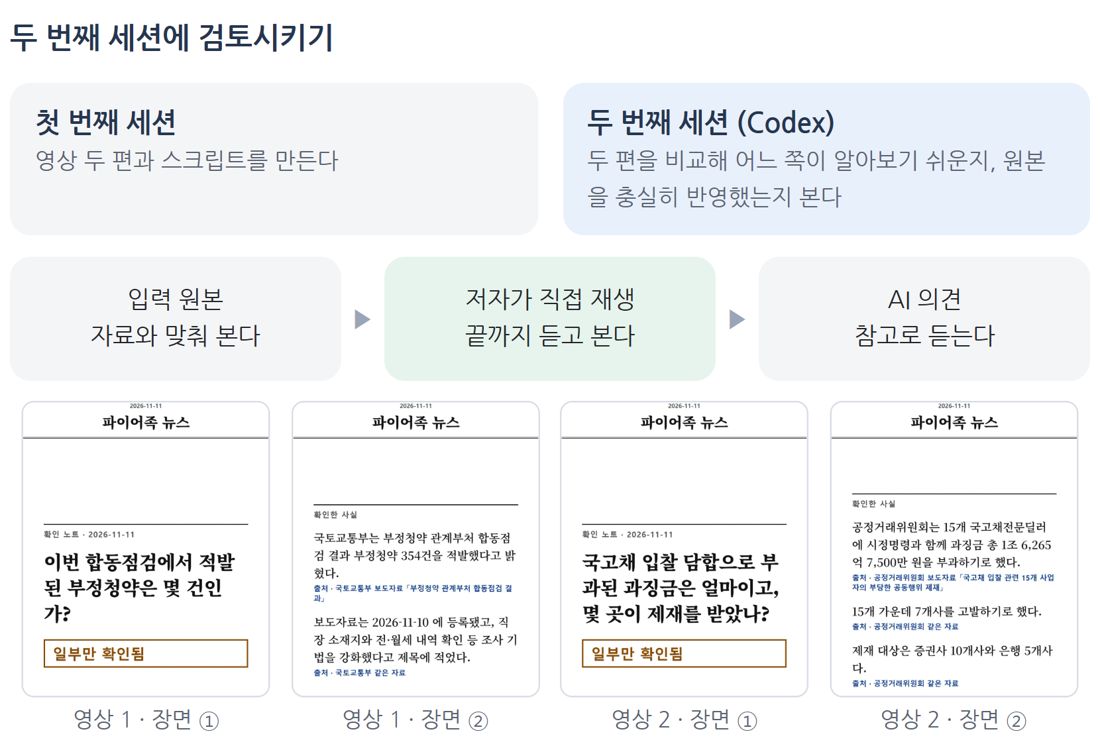 두 번째 세션에 검토시키기
첫 번째 세션
영상 두 편과 스크립트를 만든다
두 번째 세션 (Codex)
두 편을 비교해 어느 쪽이 알아보기 쉬운지, 원본
을 충실히 반영했는지 본다
입력 원본
자료와 맞춰 본다
▶
저자가 직접 재생
끝까지 듣고 본다
▶
AI 의견
참고로 듣는다
2026-11-11
파이어족 뉴스
확인 노트 · 2026-11-11
이번 합동점검에서 적발
된 부정청약은 몇 건인
가?
일부만 확인됨
영상 1 · 장면 ①
2026-11-11
파이어족 뉴스
확인한 사실
국토교통부는 부정청약 관계부처 합동점
검 결과 부정청약 354건을 적발했다고 밝
혔다.
출처 · 국토교통부 보도자료 「부정청약 관계부처 합동점검 결
과」
보도자료는 2026-11-10 에 등록됐고, 직
장 소재지와 전·월세 내역 확인 등 조사 기
법을 강화했다고 제목에 적었다.
출처 · 국토교통부 같은 자료
영상 1 · 장면 ②
2026-11-11
파이어족 뉴스
확인 노트 · 2026-11-11
국고채 입찰 담합으로 부
과된 과징금은 얼마이고,
몇 곳이 제재를 받았나?
일부만 확인됨
영상 2 · 장면 ①
2026-11-11
파이어족 뉴스
확인한 사실
공정거래위원회는 15개 국고채전문딜러
에 시정명령과 함께 과징금 총 1조 6,265
억 7,500만 원을 부과하기로 했다.
출처 · 공정거래위원회 보도자료 「국고채 입찰 관련 15개 사업
자의 부당한 공동행위 제재」
15개 가운데 7개사를 고발하기로 했다.
출처 · 공정거래위원회 같은 자료
제재 대상은 증권사 10개사와 은행 5개사
다.
출처 · 공정거래위원회 같은 자료
영상 2 · 장면 ②